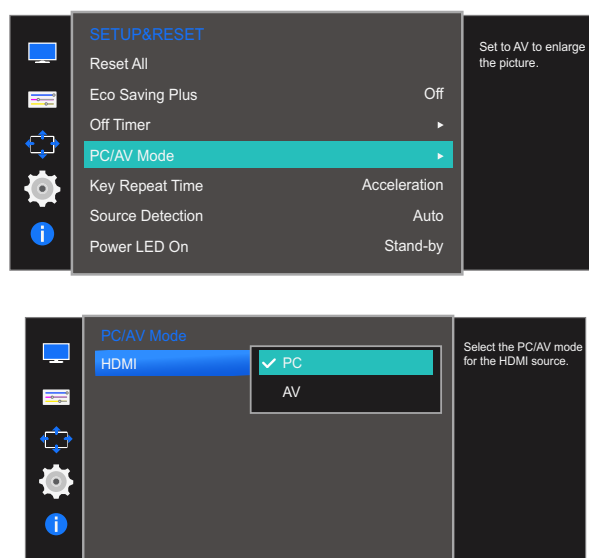 SETUP&RESET
Reset All
Eco Saving Plus Off
Off Timer
PC/AV Mode
Key Repeat Time Acceleration
Source Detection Auto
Power LED On Stand-by
Set to AV to enlarge
the picture.
PC/AV Mode
HDMI
PC
AV
Select the PC/AV mode
for the HDMI source.